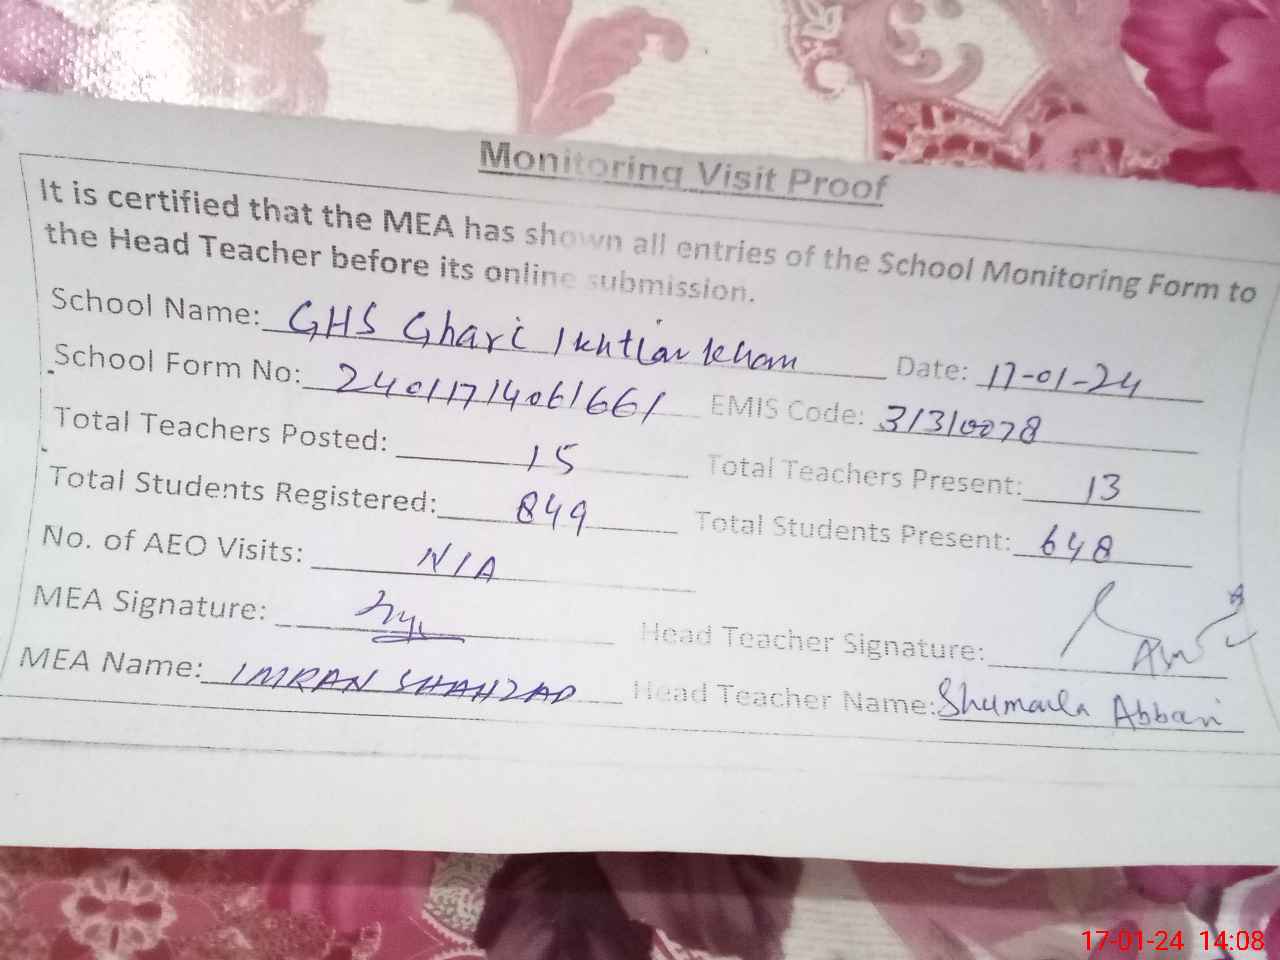 Monitoring Visit Proof
It is certified that the MEA has shown all entries of the School Monitoring Form to
the Head Teacher before its online submission.
School Name: GHS Ghari Ikhtiar Khan Date: 17-01-24
School Form No: 24011714061661 EMIS Code: 31310078
Total Teachers Posted: 15 Total Teachers Present: 13
Total Students Registered: 849 Total Students Present: 648
No. of AEO Visits: N/A
MEA Signature: Head Teacher Signature:
MEA Name: IMRAN SHAHZAD Head Teacher Name: Shumaila Abbasi
17-01-24 14:08